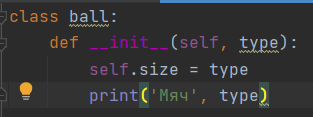 class ball:
    def __init__(self, type):
        self.size = type
        print('Мяч', type)